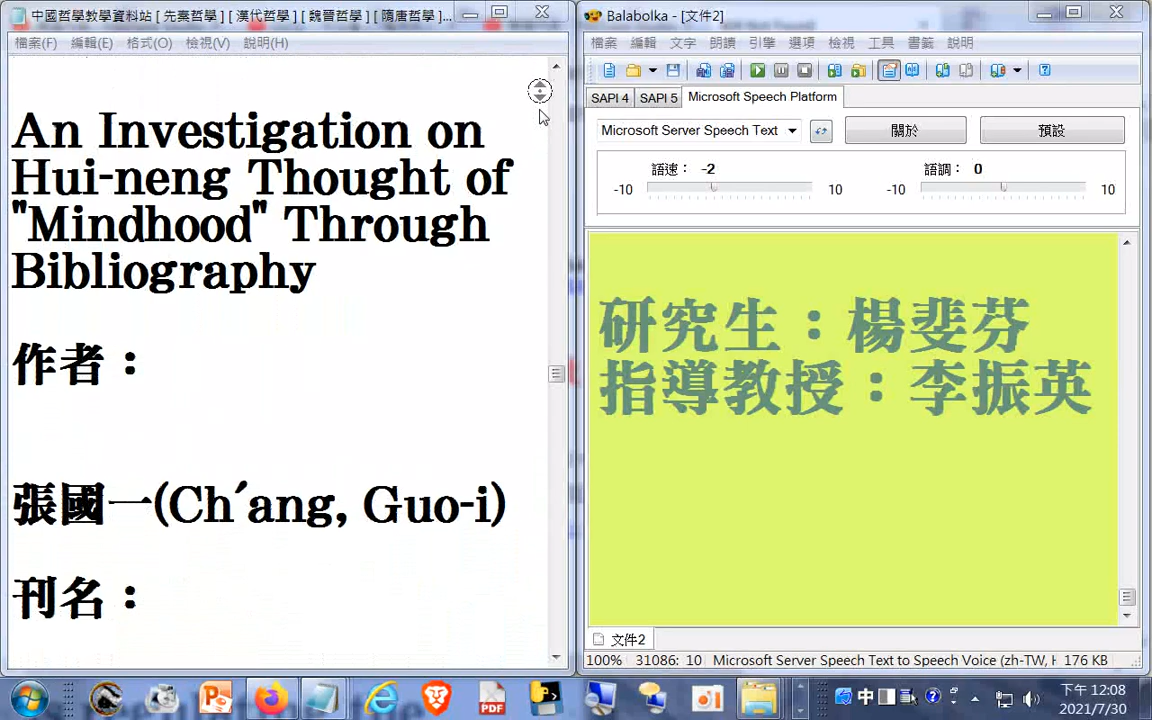 中國哲學教學資料站 [ 先秦哲學 ] [ 漢代哲學 ] [ 魏晉哲學 ] [ 隋唐哲學 ]...
檔案(F) 編輯(E) 格式(O) 檢視(V) 說明(H)
An Investigation on
Hui-neng Thought of
"Mindhood" Through
Bibliography
作者：
張國一(Ch´ang, Guo-i)
刊名：
Balabolka - [文件2]
檔案 編輯 文字 朗讀 引擎 選項 檢視 工具 書籤 說明
SAPI 4 SAPI 5 Microsoft Speech Platform
Microsoft Server Speech Text 關於 預設
語速： -2 語調： 0
-10 10 -10 10
研究生：楊斐芬
指導教授：李振英
文件2
100% 31086: 10 Microsoft Server Speech Text to Speech Voice (zh-TW, H 176 KB
PDF 中 下午 12:08
2021/7/30